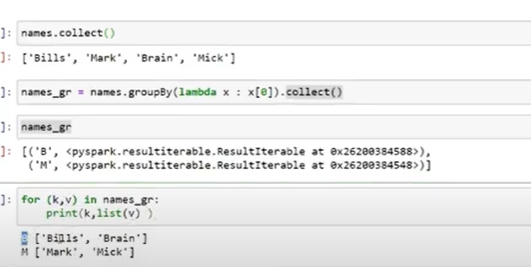 ]: names.collect()
]: ['Bills', 'Mark', 'Brain', 'Mick']
]: names_gr = names.groupBy(lambda x : x[0]).collect()
]: names_gr
]: [('B', <pyspark.resultiterable.ResultIterable at 0x26200384588>),
('M', <pyspark.resultiterable.ResultIterable at 0x26200384548>)]
]: for (k,v) in names_gr:
print(k,list(v) )
B ['Bills', 'Brain']
M ['Mark', 'Mick']